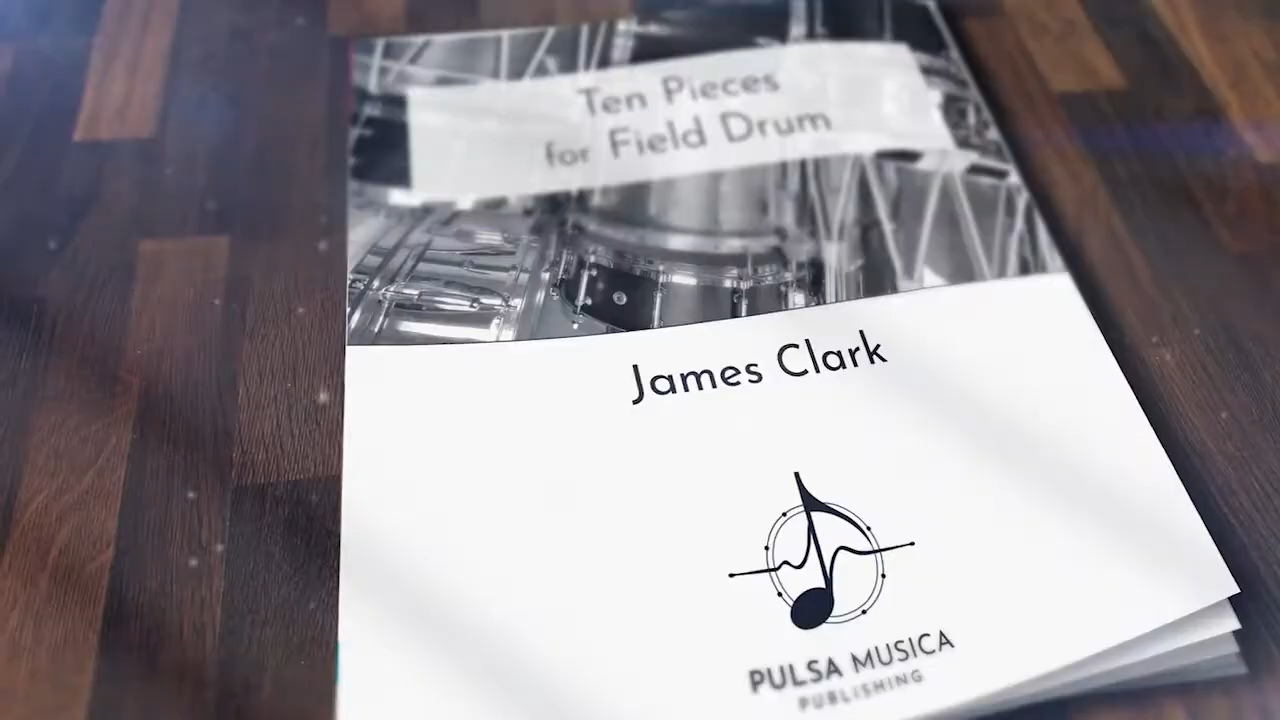 Ten Pieces
for Field Drum
James Clark
PULSA MUSICA
PUBLISHING